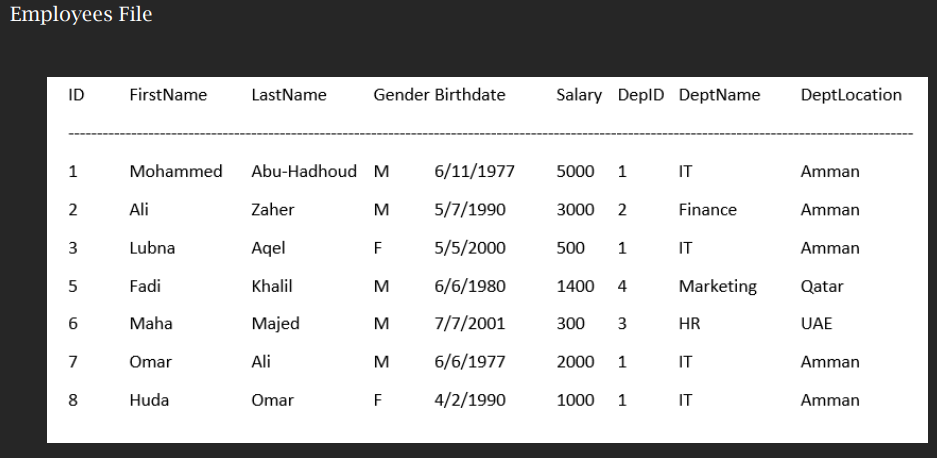 Employees File
ID FirstName LastName Gender Birthdate Salary DepID DeptName DeptLocation
--------------------------------------------------------------------------------
1 Mohammed Abu-Hadhoud M 6/11/1977 5000 1 IT Amman
2 Ali Zaher M 5/7/1990 3000 2 Finance Amman
3 Lubna Aqel F 5/5/2000 500 1 IT Amman
5 Fadi Khalil M 6/6/1980 1400 4 Marketing Qatar
6 Maha Majed M 7/7/2001 300 3 HR UAE
7 Omar Ali M 6/6/1977 2000 1 IT Amman
8 Huda Omar F 4/2/1990 1000 1 IT Amman